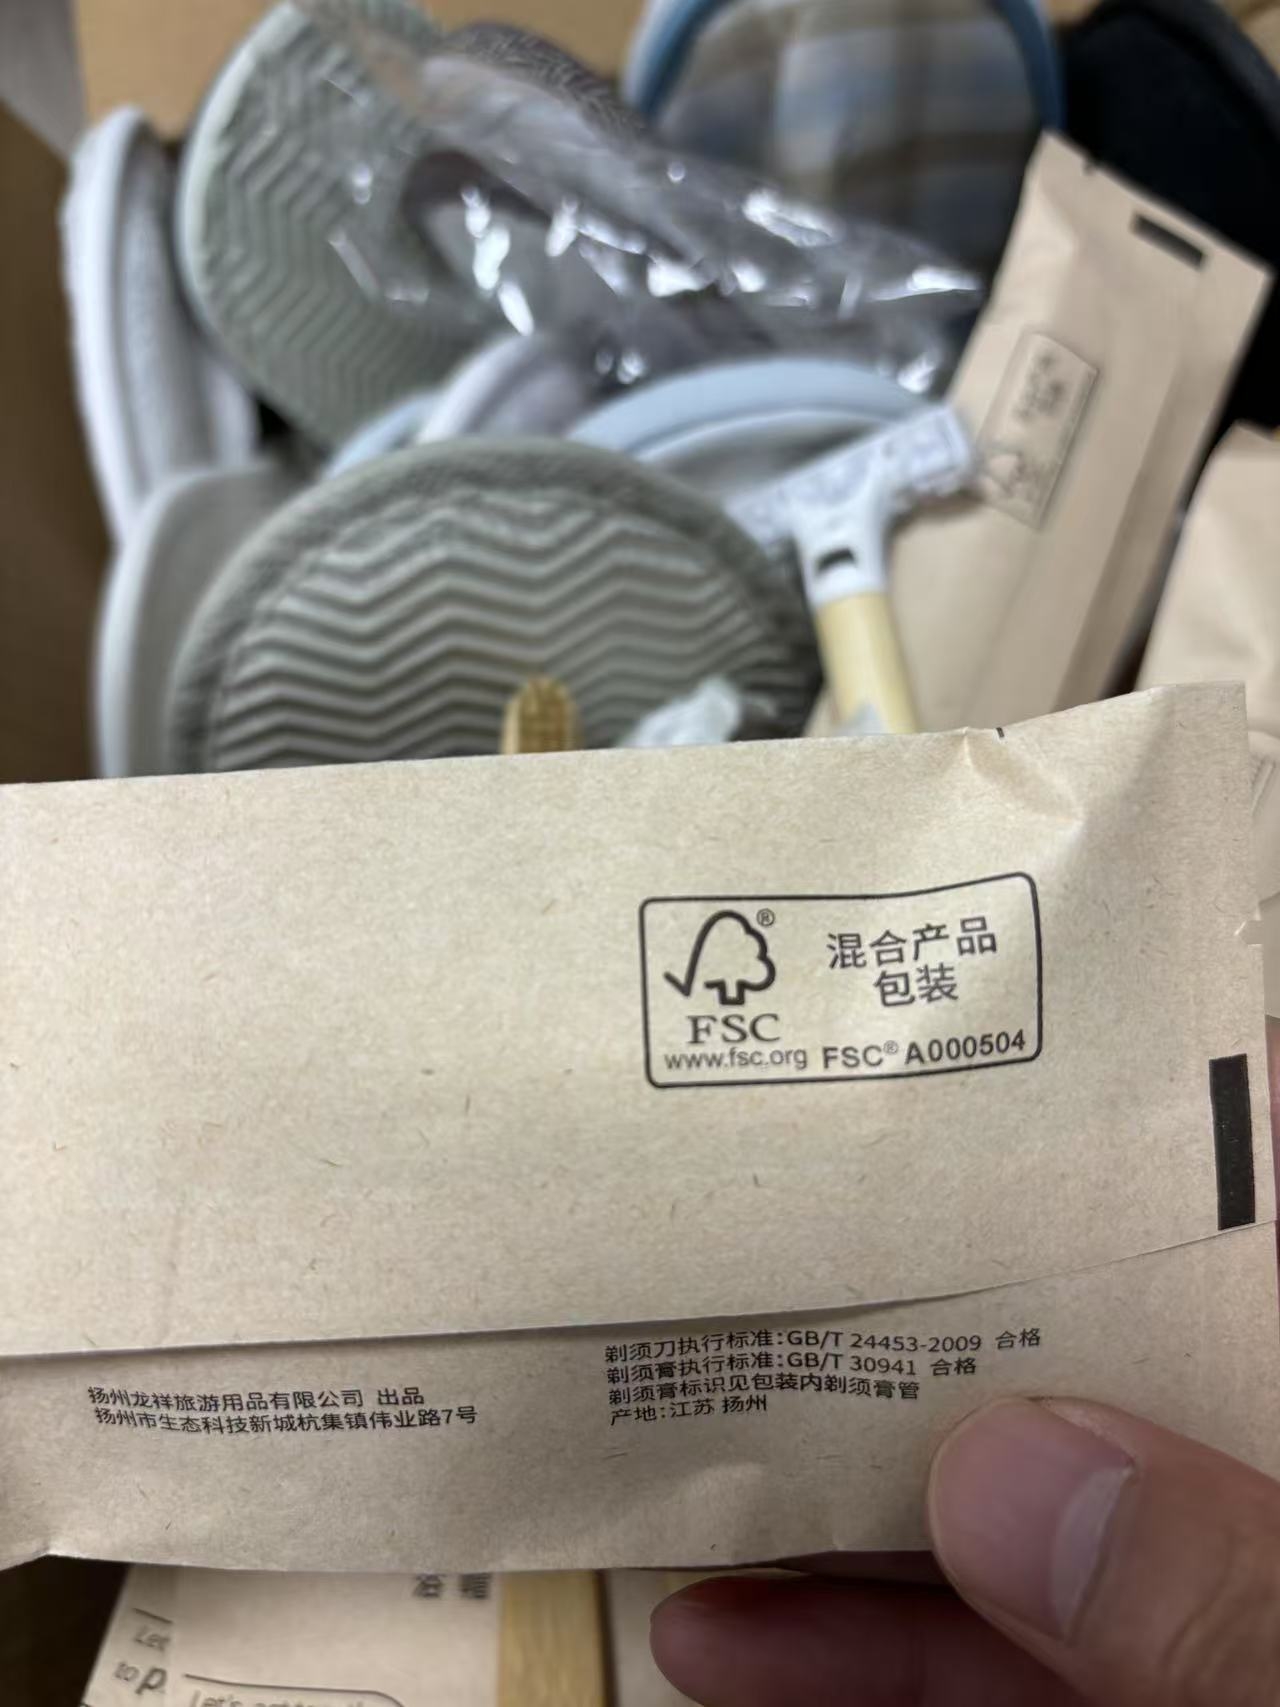 混合产品
包装
FSC
www.fsc.org FSC® A000504
剃须刀执行标准:GB/T 24453-2009 合格
剃须膏执行标准:GB/T 30941 合格
剃须膏标识见包装内剃须膏管
产地:江苏 扬州
扬州龙祥旅游用品有限公司 出品
扬州市生态科技新城杭集镇伟业路7号
Let
to p